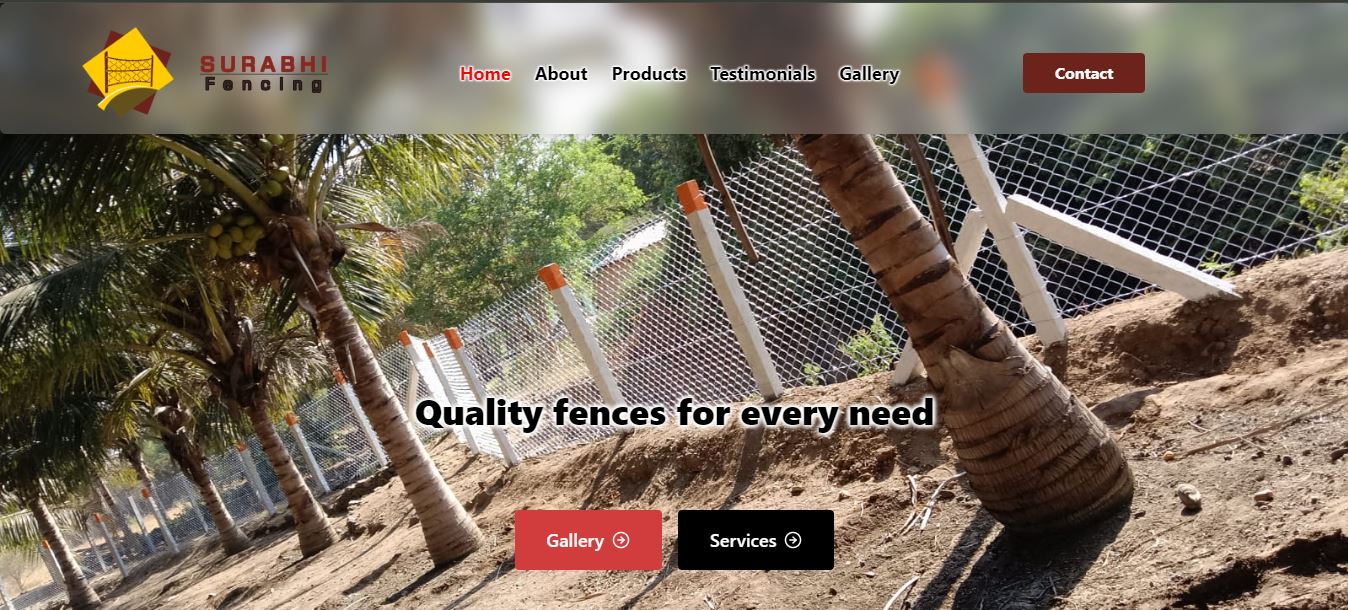 SURABHI
Fencing
Home About Products Testimonials Gallery
Contact
Quality fences for every need
Gallery
Services